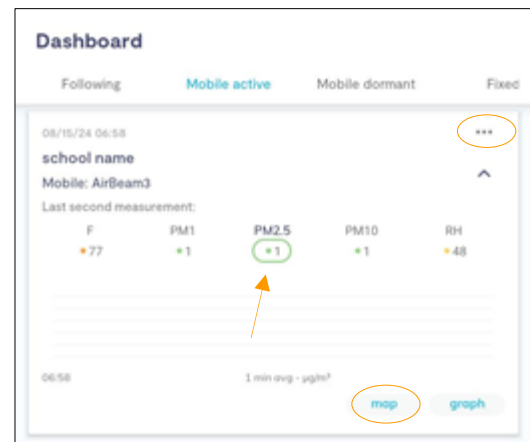 Dashboard
Following Mobile active Mobile dormant Fixed
08/15/24 06:58
school name
Mobile: AirBeam3
Last second measurement:
F PM1 PM2.5 PM10 RH
77 1 1 1 48
06:58 1 min avg - µg/m³
map graph